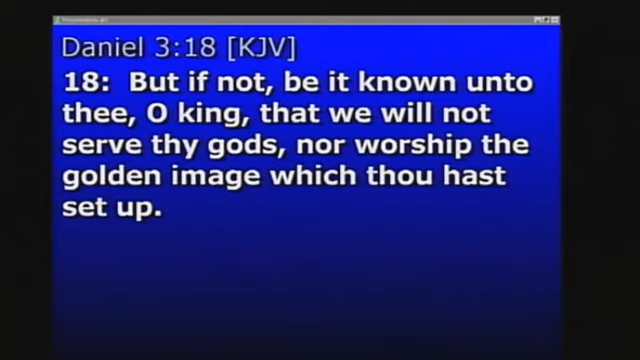 Daniel 3:18 [KJV]
18: But if not, be it known unto
thee, O king, that we will not
serve thy gods, nor worship the
golden image which thou hast
set up.